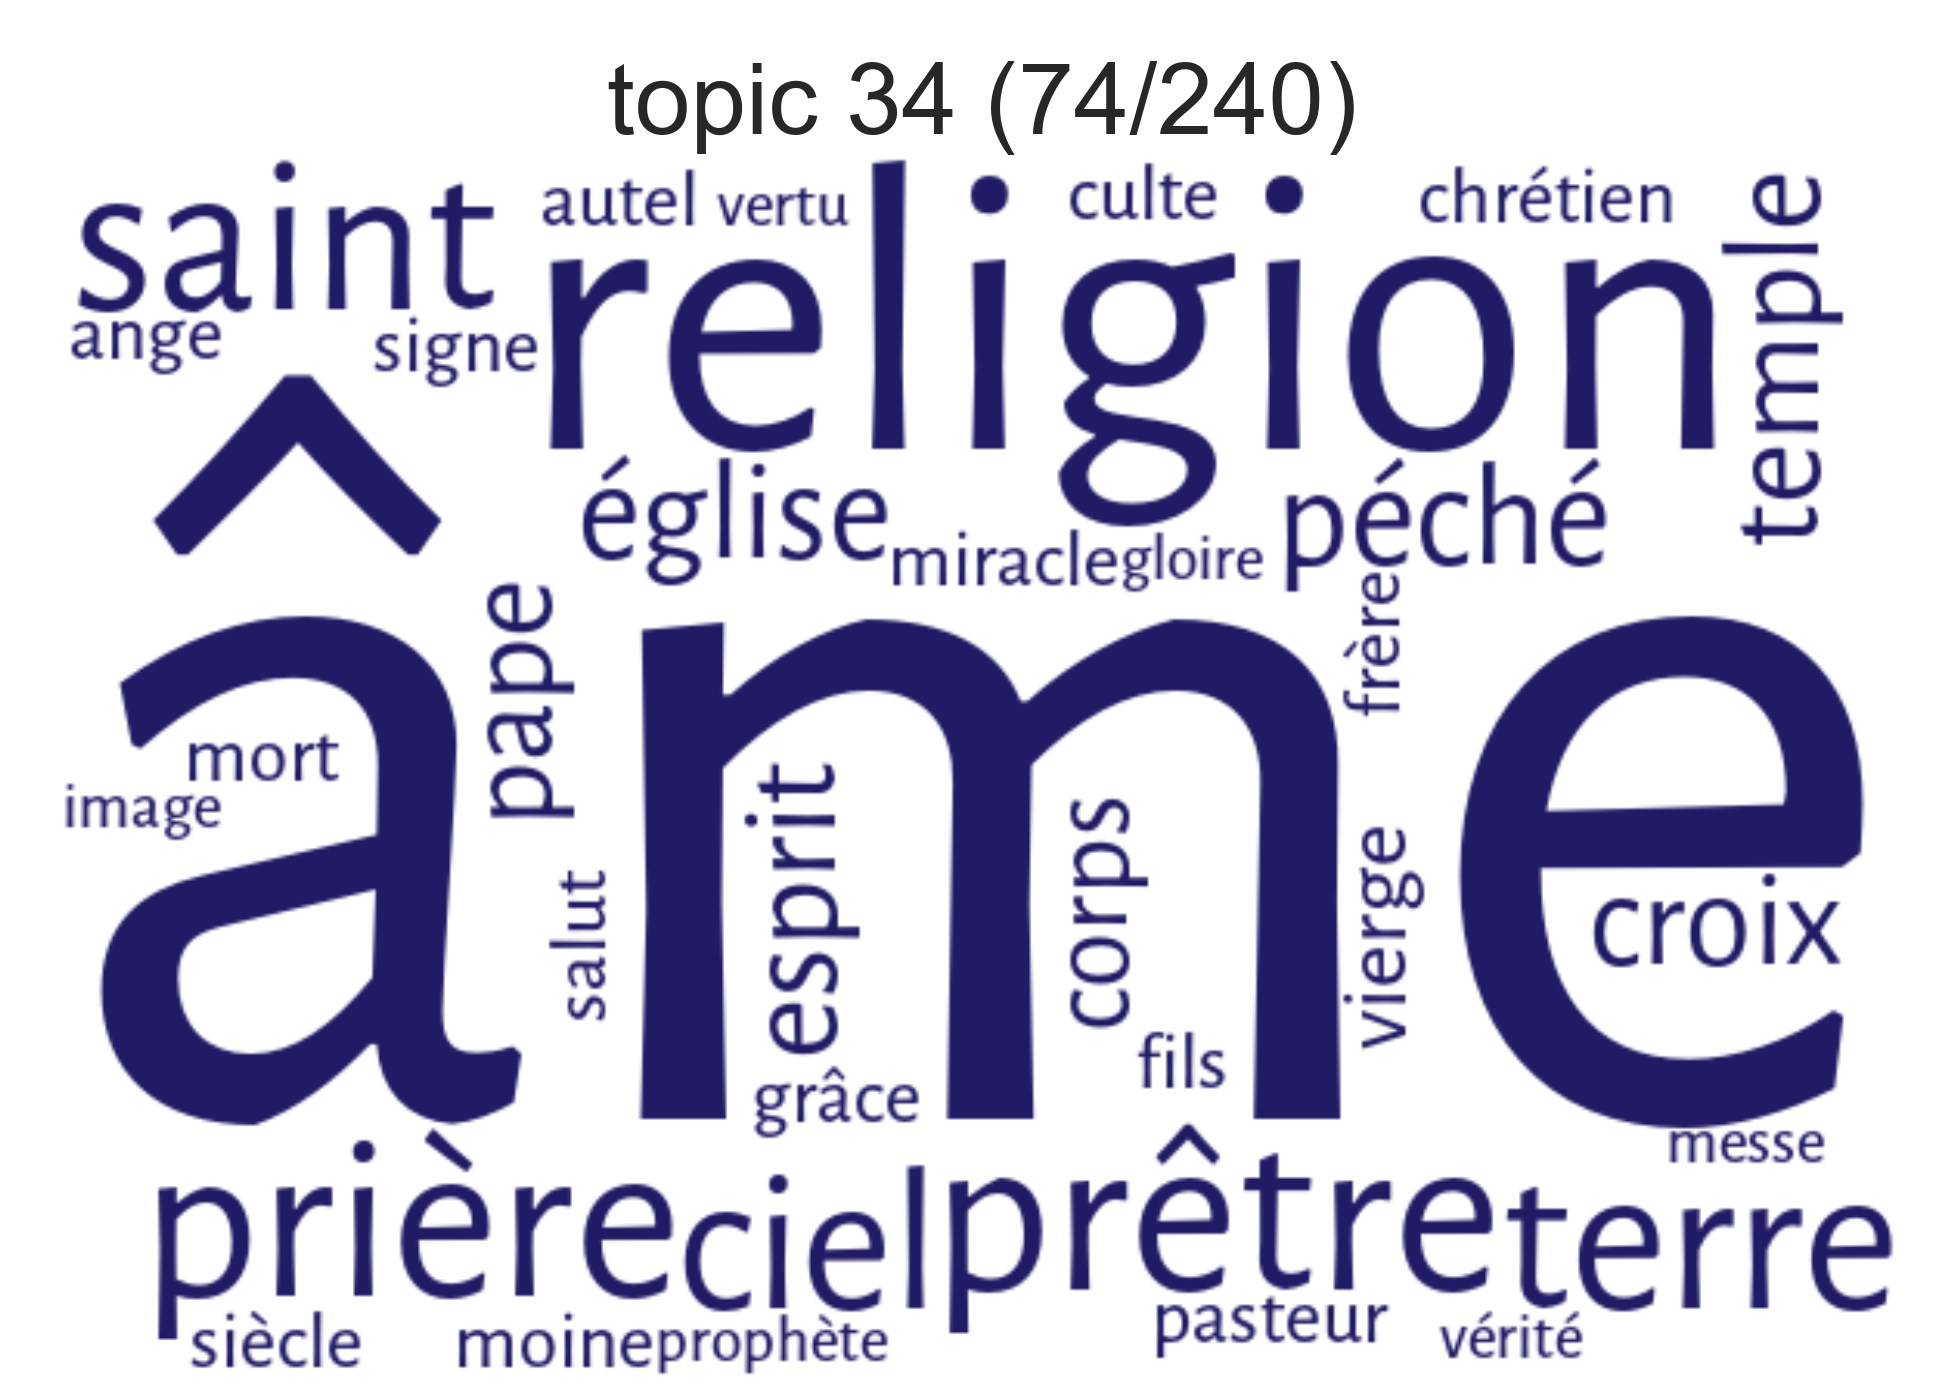 topic 34 (74/240)
saint autel vertu religion culte chrétien temple
ange signe
église miracle gloire péché
âme
pape frère
mort
image
salut esprit corps vierge croix
grâce fils
messe
prière ciel prêtre terre
siècle moine prophète pasteur vérité